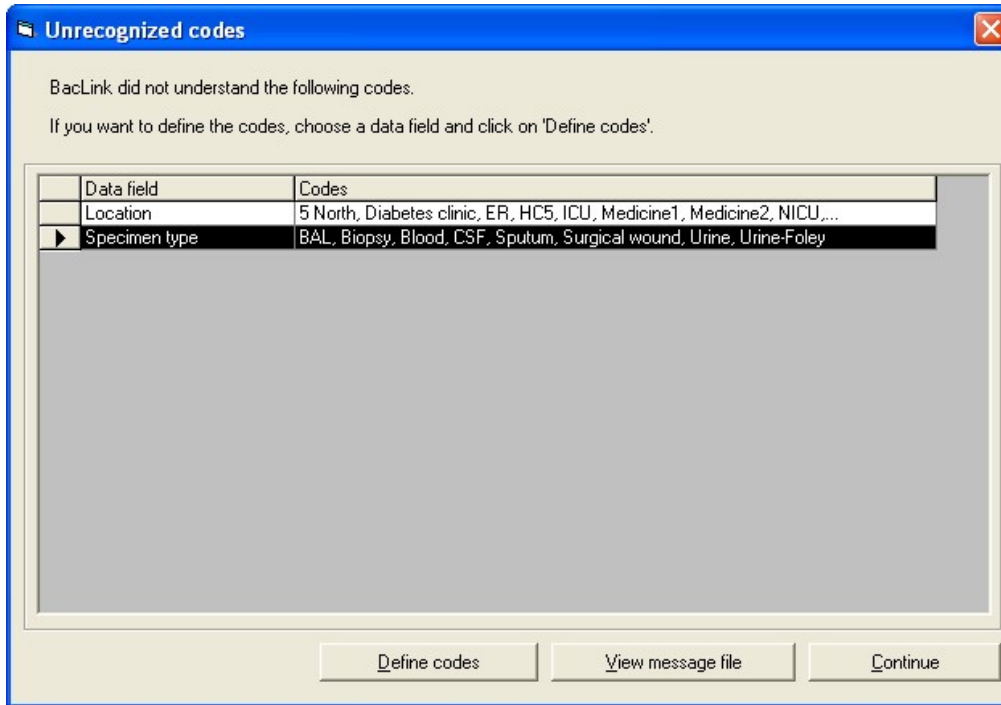 Unrecognized codes
BacLink did not understand the following codes.
If you want to define the codes, choose a data field and click on 'Define codes'.
Data field Codes
Location 5 North, Diabetes clinic, ER, HC5, ICU, Medicine1, Medicine2, NICU,...
Specimen type BAL, Biopsy, Blood, CSF, Sputum, Surgical wound, Urine, Urine-Foley
Define codes View message file Continue